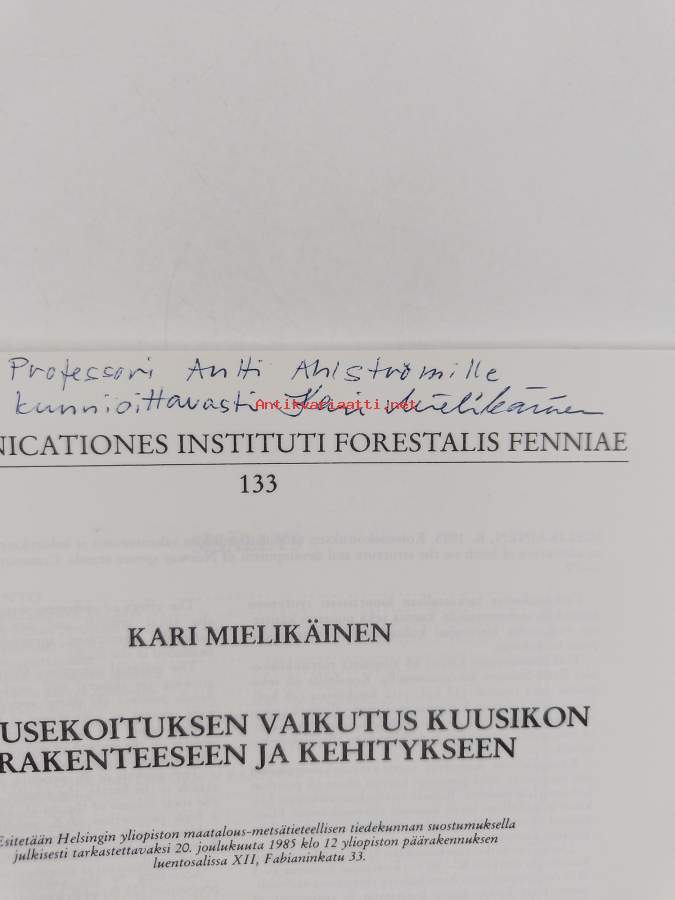 Professori Antti Ahlströmille
kunnioittavasti Kari Mielikäinen
Antikvariaatti.net
NICATIONES INSTITUTI FORESTALIS FENNIAE
133
KARI MIELIKÄINEN
USEKOITUKSEN VAIKUTUS KUUSIKON
RAKENTEESEEN JA KEHITYKSEEN
Esitetään Helsingin yliopiston maatalous-metsätieteellisen tiedekunnan suostumuksella
julkisesti tarkastettavaksi 20. joulukuuta 1985 klo 12 yliopiston päärakennuksen
luentosalissa XII, Fabianinkatu 33.